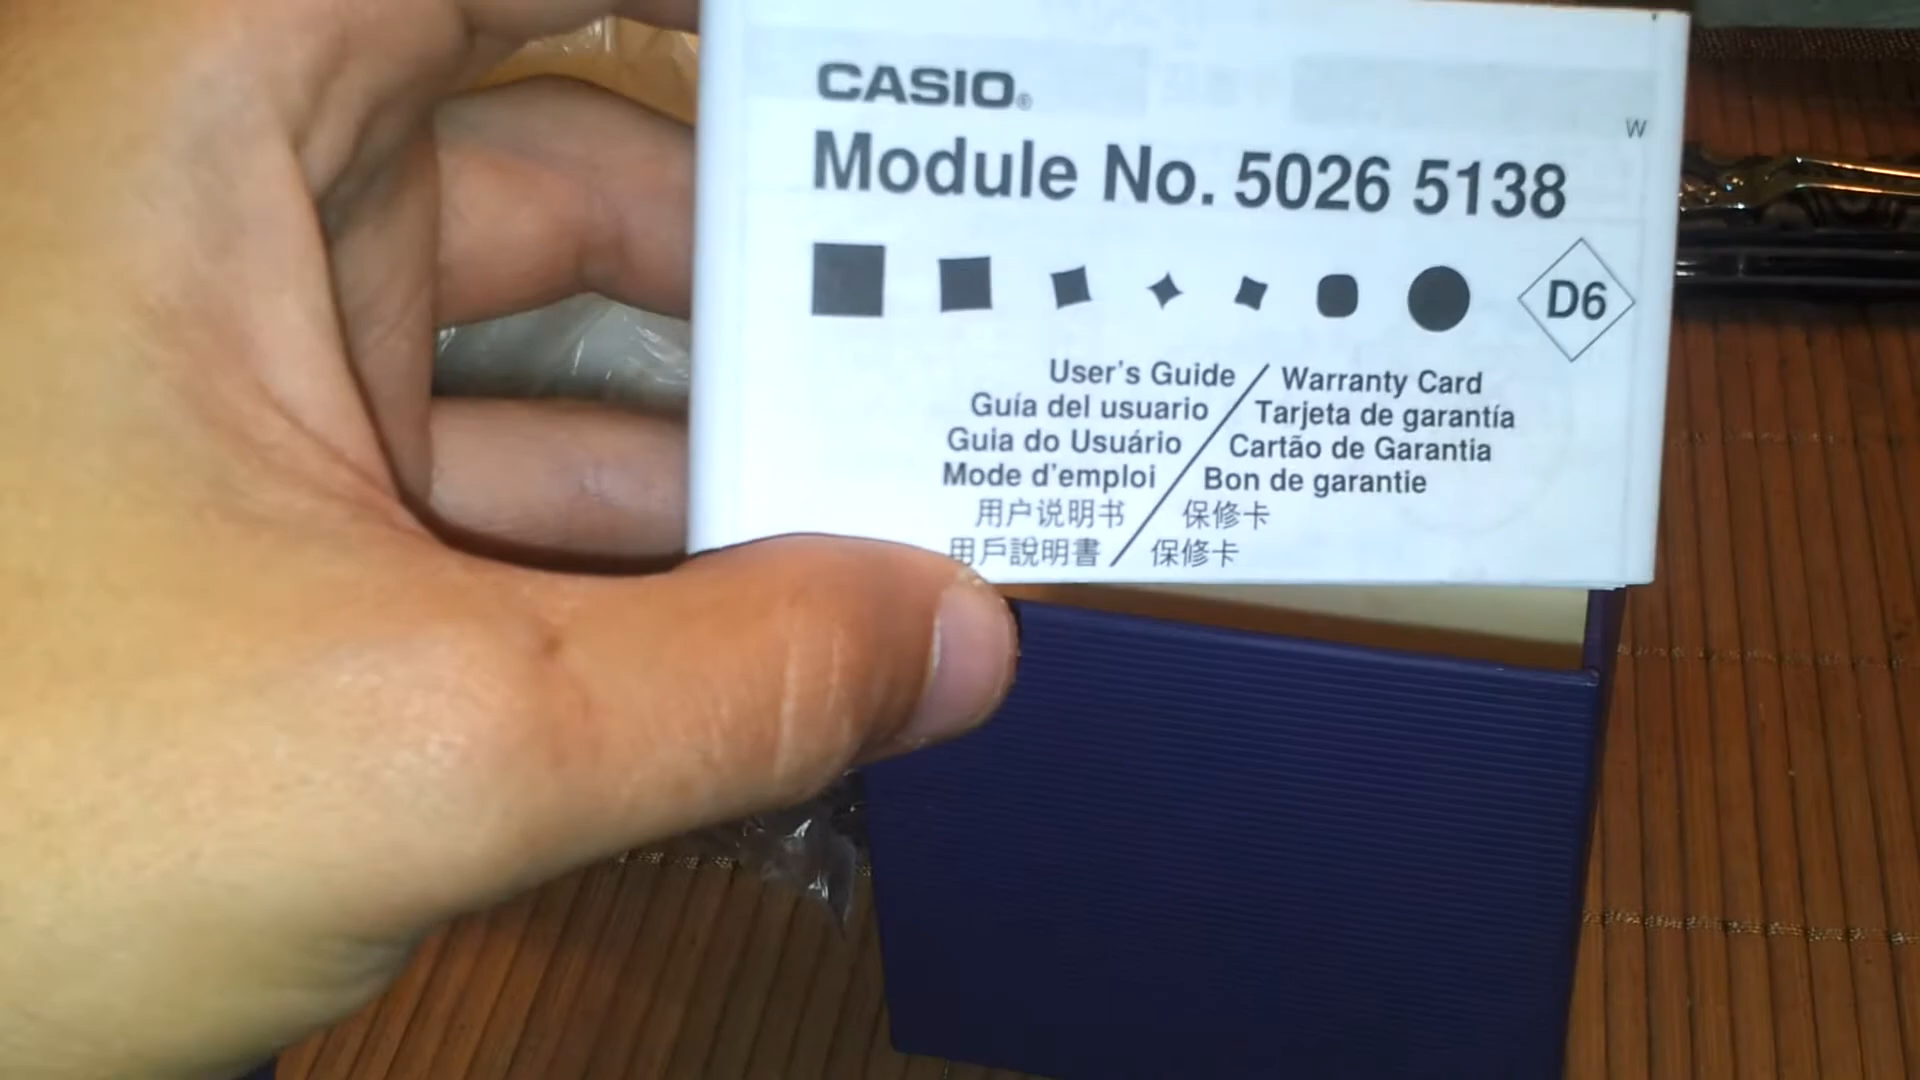 CASIO®
W
Module No. 5026 5138
D6
User's Guide / Warranty Card
Guía del usuario / Tarjeta de garantía
Guia do Usuário / Cartão de Garantia
Mode d'emploi / Bon de garantie
用户说明书 / 保修卡
用戶說明書 / 保修卡